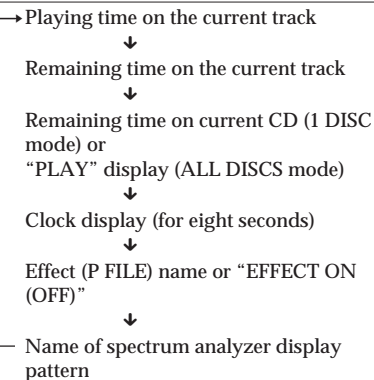 Playing time on the current track
Remaining time on the current track
Remaining time on current CD (1 DISC
mode) or
“PLAY” display (ALL DISCS mode)
Clock display (for eight seconds)
Effect (P FILE) name or “EFFECT ON
(OFF)”
Name of spectrum analyzer display
pattern